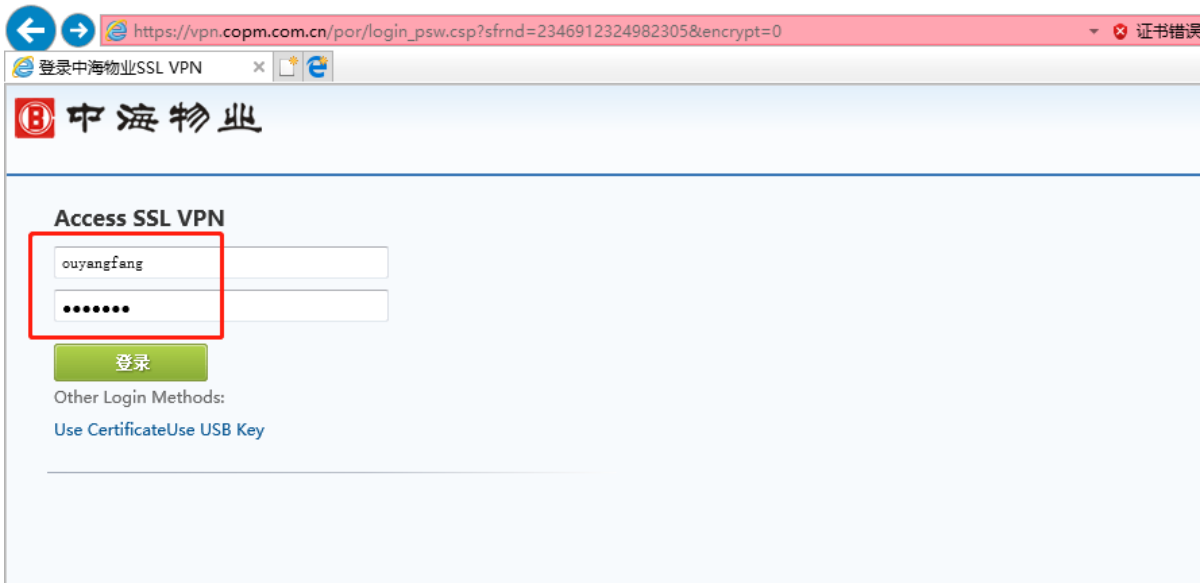 https://vpn.copm.com.cn/por/login_psw.csp?sfrnd=2346912324982305&encrypt=0 证书错误
登录中海物业SSL VPN
中海物业
Access SSL VPN
ouyangfang
•••••••
登录
Other Login Methods:
Use CertificateUse USB Key